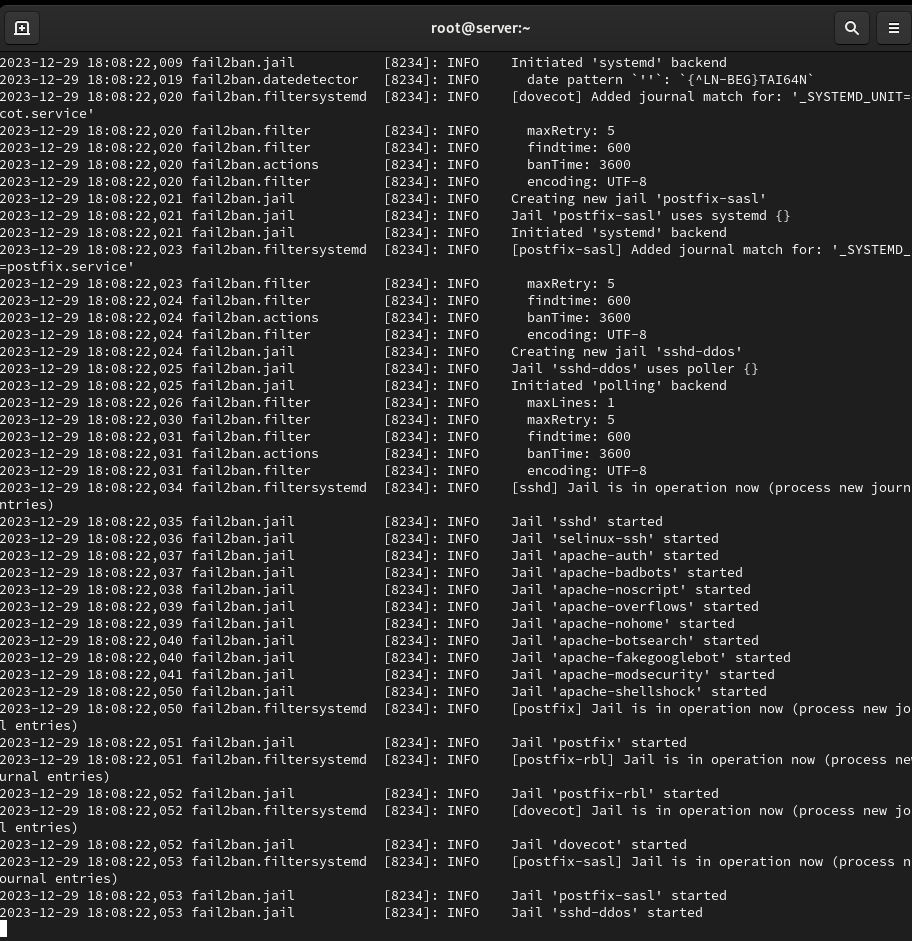 root@server:~
2023-12-29 18:08:22,009 fail2ban.jail           [8234]: INFO    Initiated 'systemd' backend
2023-12-29 18:08:22,019 fail2ban.datedetector   [8234]: INFO      date pattern `''`: `{^LN-BEG}TAI64N`
2023-12-29 18:08:22,020 fail2ban.filtersystemd  [8234]: INFO    [dovecot] Added journal match for: '_SYSTEMD_UNIT=
cot.service'
2023-12-29 18:08:22,020 fail2ban.filter         [8234]: INFO      maxRetry: 5
2023-12-29 18:08:22,020 fail2ban.filter         [8234]: INFO      findtime: 600
2023-12-29 18:08:22,020 fail2ban.actions        [8234]: INFO      banTime: 3600
2023-12-29 18:08:22,020 fail2ban.filter         [8234]: INFO      encoding: UTF-8
2023-12-29 18:08:22,021 fail2ban.jail           [8234]: INFO    Creating new jail 'postfix-sasl'
2023-12-29 18:08:22,021 fail2ban.jail           [8234]: INFO    Jail 'postfix-sasl' uses systemd {}
2023-12-29 18:08:22,021 fail2ban.jail           [8234]: INFO    Initiated 'systemd' backend
2023-12-29 18:08:22,023 fail2ban.filtersystemd  [8234]: INFO    [postfix-sasl] Added journal match for: '_SYSTEMD_
=postfix.service'
2023-12-29 18:08:22,023 fail2ban.filter         [8234]: INFO      maxRetry: 5
2023-12-29 18:08:22,024 fail2ban.filter         [8234]: INFO      findtime: 600
2023-12-29 18:08:22,024 fail2ban.actions        [8234]: INFO      banTime: 3600
2023-12-29 18:08:22,024 fail2ban.filter         [8234]: INFO      encoding: UTF-8
2023-12-29 18:08:22,024 fail2ban.jail           [8234]: INFO    Creating new jail 'sshd-ddos'
2023-12-29 18:08:22,025 fail2ban.jail           [8234]: INFO    Jail 'sshd-ddos' uses poller {}
2023-12-29 18:08:22,025 fail2ban.jail           [8234]: INFO    Initiated 'polling' backend
2023-12-29 18:08:22,026 fail2ban.filter         [8234]: INFO      maxLines: 1
2023-12-29 18:08:22,030 fail2ban.filter         [8234]: INFO      maxRetry: 5
2023-12-29 18:08:22,031 fail2ban.filter         [8234]: INFO      findtime: 600
2023-12-29 18:08:22,031 fail2ban.actions        [8234]: INFO      banTime: 3600
2023-12-29 18:08:22,031 fail2ban.filter         [8234]: INFO      encoding: UTF-8
2023-12-29 18:08:22,034 fail2ban.filtersystemd  [8234]: INFO    [sshd] Jail is in operation now (process new journ
ntries)
2023-12-29 18:08:22,035 fail2ban.jail           [8234]: INFO    Jail 'sshd' started
2023-12-29 18:08:22,036 fail2ban.jail           [8234]: INFO    Jail 'selinux-ssh' started
2023-12-29 18:08:22,037 fail2ban.jail           [8234]: INFO    Jail 'apache-auth' started
2023-12-29 18:08:22,037 fail2ban.jail           [8234]: INFO    Jail 'apache-badbots' started
2023-12-29 18:08:22,038 fail2ban.jail           [8234]: INFO    Jail 'apache-noscript' started
2023-12-29 18:08:22,039 fail2ban.jail           [8234]: INFO    Jail 'apache-overflows' started
2023-12-29 18:08:22,039 fail2ban.jail           [8234]: INFO    Jail 'apache-nohome' started
2023-12-29 18:08:22,040 fail2ban.jail           [8234]: INFO    Jail 'apache-botsearch' started
2023-12-29 18:08:22,040 fail2ban.jail           [8234]: INFO    Jail 'apache-fakegooglebot' started
2023-12-29 18:08:22,041 fail2ban.jail           [8234]: INFO    Jail 'apache-modsecurity' started
2023-12-29 18:08:22,050 fail2ban.jail           [8234]: INFO    Jail 'apache-shellshock' started
2023-12-29 18:08:22,050 fail2ban.filtersystemd  [8234]: INFO    [postfix] Jail is in operation now (process new jo
l entries)
2023-12-29 18:08:22,051 fail2ban.jail           [8234]: INFO    Jail 'postfix' started
2023-12-29 18:08:22,051 fail2ban.filtersystemd  [8234]: INFO    [postfix-rbl] Jail is in operation now (process new
urnal entries)
2023-12-29 18:08:22,052 fail2ban.jail           [8234]: INFO    Jail 'postfix-rbl' started
2023-12-29 18:08:22,052 fail2ban.filtersystemd  [8234]: INFO    [dovecot] Jail is in operation now (process new jo
l entries)
2023-12-29 18:08:22,052 fail2ban.jail           [8234]: INFO    Jail 'dovecot' started
2023-12-29 18:08:22,053 fail2ban.filtersystemd  [8234]: INFO    [postfix-sasl] Jail is in operation now (process n
ournal entries)
2023-12-29 18:08:22,053 fail2ban.jail           [8234]: INFO    Jail 'postfix-sasl' started
2023-12-29 18:08:22,053 fail2ban.jail           [8234]: INFO    Jail 'sshd-ddos' started